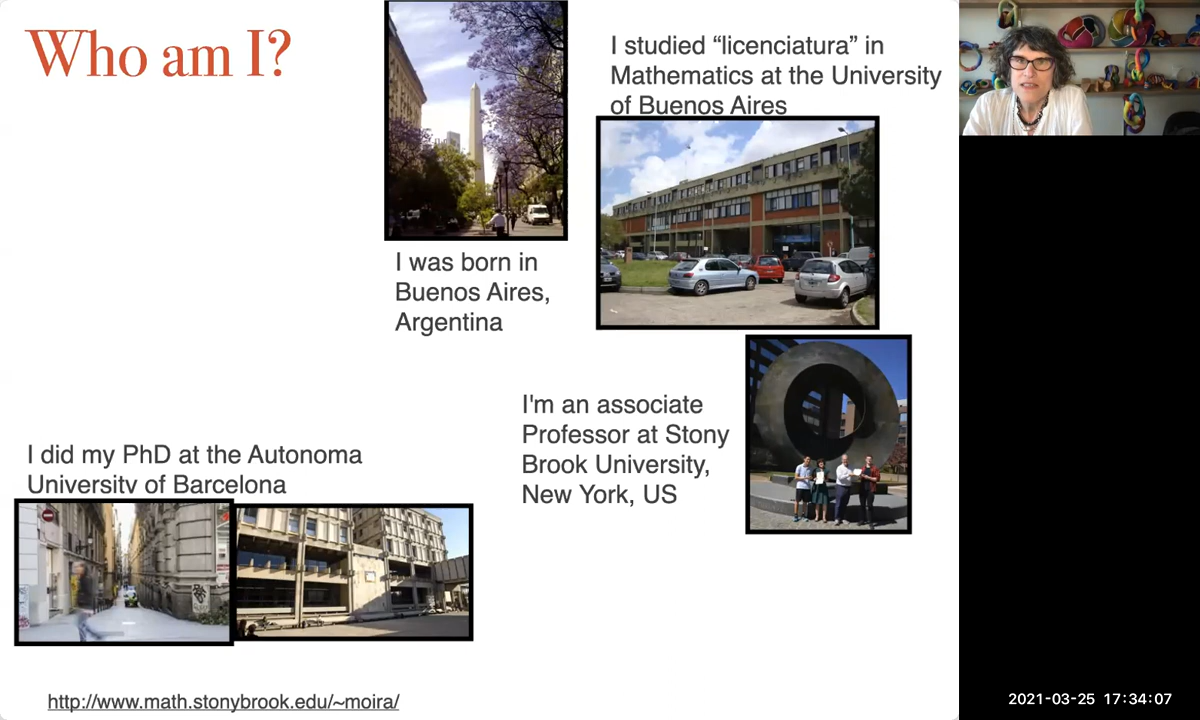 Who am I?
I studied “licenciatura” in
Mathematics at the University
of Buenos Aires
I was born in
Buenos Aires,
Argentina
I'm an associate
Professor at Stony
Brook University,
New York, US
I did my PhD at the Autonoma
University of Barcelona
http://www.math.stonybrook.edu/~moira/
2021-03-25 17:34:07